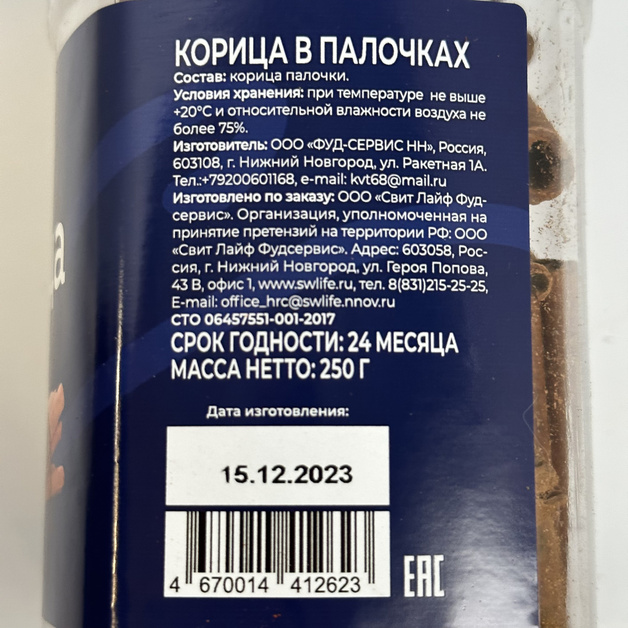 КОРИЦА В ПАЛОЧКАХ
Состав: корица палочки.
Условия хранения: при температуре не выше
+20°С и относительной влажности воздуха не
более 75%.
Изготовитель: ООО «ФУД-СЕРВИС НН», Россия,
603108, г. Нижний Новгород, ул. Ракетная 1А.
Тел.:+79200601168, e-mail: kvt68@mail.ru
Изготовлено по заказу: ООО «Свит Лайф Фуд-
сервис». Организация, уполномоченная на
принятие претензий на территории РФ: ООО
«Свит Лайф Фудсервис». Адрес: 603058, Рос-
сия, г. Нижний Новгород, ул. Героя Попова,
43 В, офис 1, www.swlife.ru, тел. 8(831)215-25-25,
E-mail: office_hrc@swlife.nnov.ru
СТО 06457551-001-2017
СРОК ГОДНОСТИ: 24 МЕСЯЦА
МАССА НЕТТО: 250 Г
Дата изготовления:
15.12.2023
4 670014 412623
ЕАС